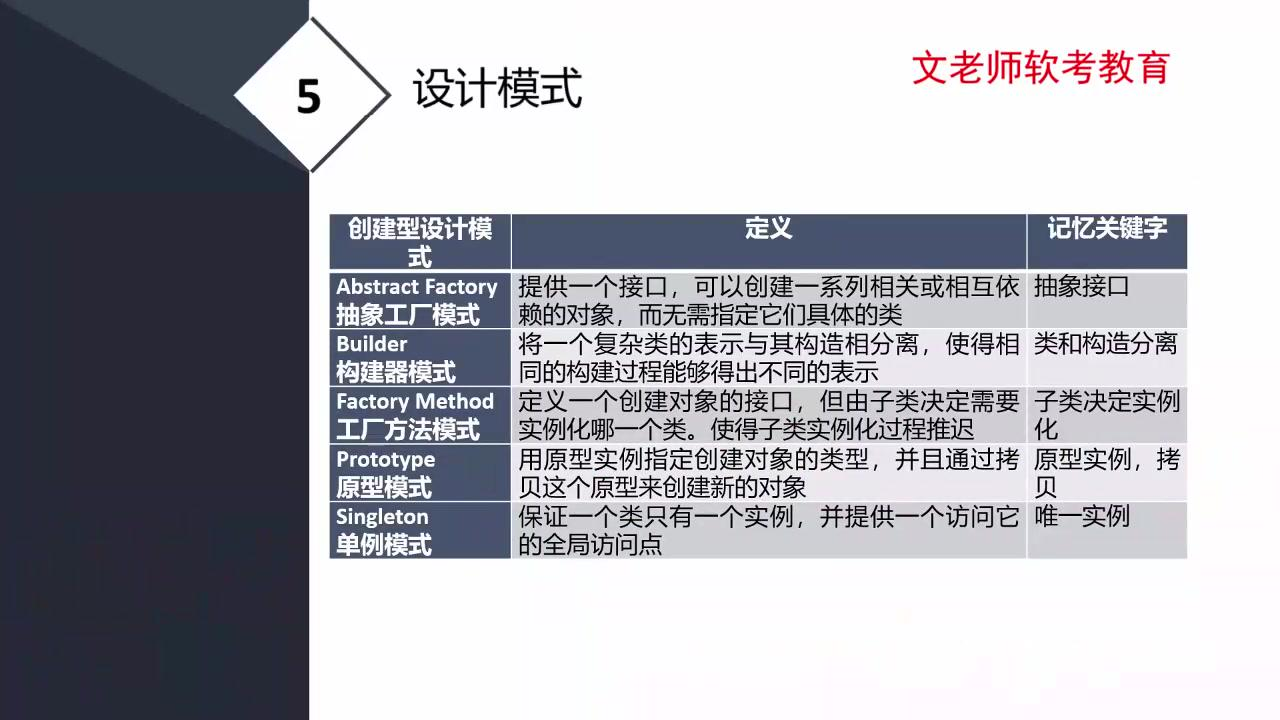 5
设计模式
文老师软考教育
创建型设计模
式
定义
记忆关键字
Abstract Factory
抽象工厂模式
提供一个接口，可以创建一系列相关或相互依
赖的对象，而无需指定它们具体的类
抽象接口
Builder
构建器模式
将一个复杂类的表示与其构造相分离，使得相
同的构建过程能够得出不同的表示
类和构造分离
Factory Method
工厂方法模式
定义一个创建对象的接口，但由子类决定需要
实例化哪一个类。使得子类实例化过程推迟
子类决定实例
化
Prototype
原型模式
用原型实例指定创建对象的类型，并且通过拷
贝这个原型来创建新的对象
原型实例，拷
贝
Singleton
单例模式
保证一个类只有一个实例，并提供一个访问它
的全局访问点
唯一实例